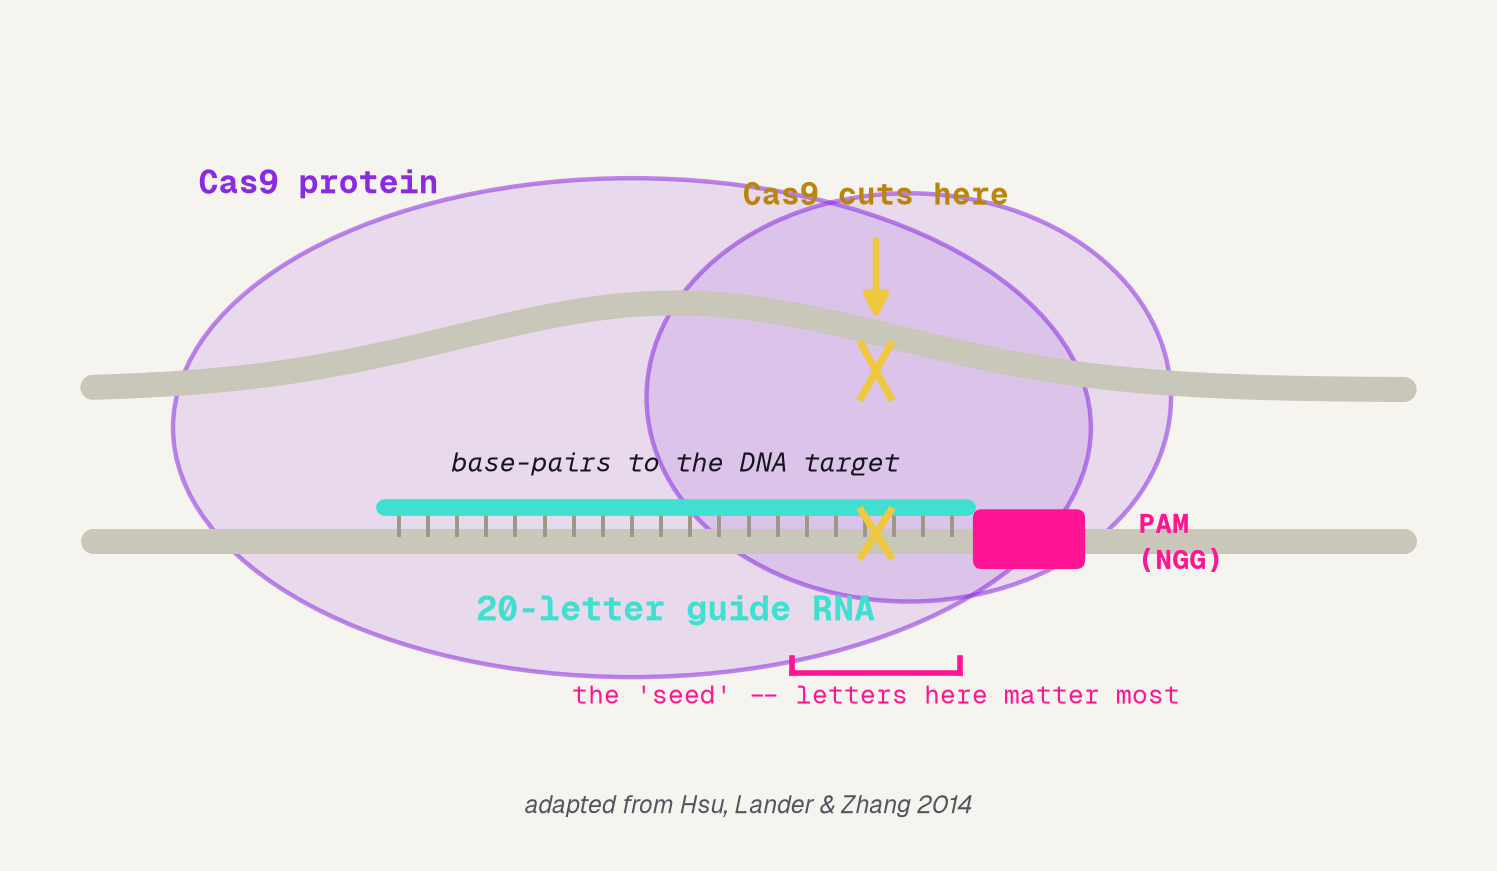 Cas9 protein
Cas9 cuts here
base-pairs to the DNA target
PAM
(NGG)
20-letter guide RNA
the 'seed' -- letters here matter most
adapted from Hsu, Lander & Zhang 2014